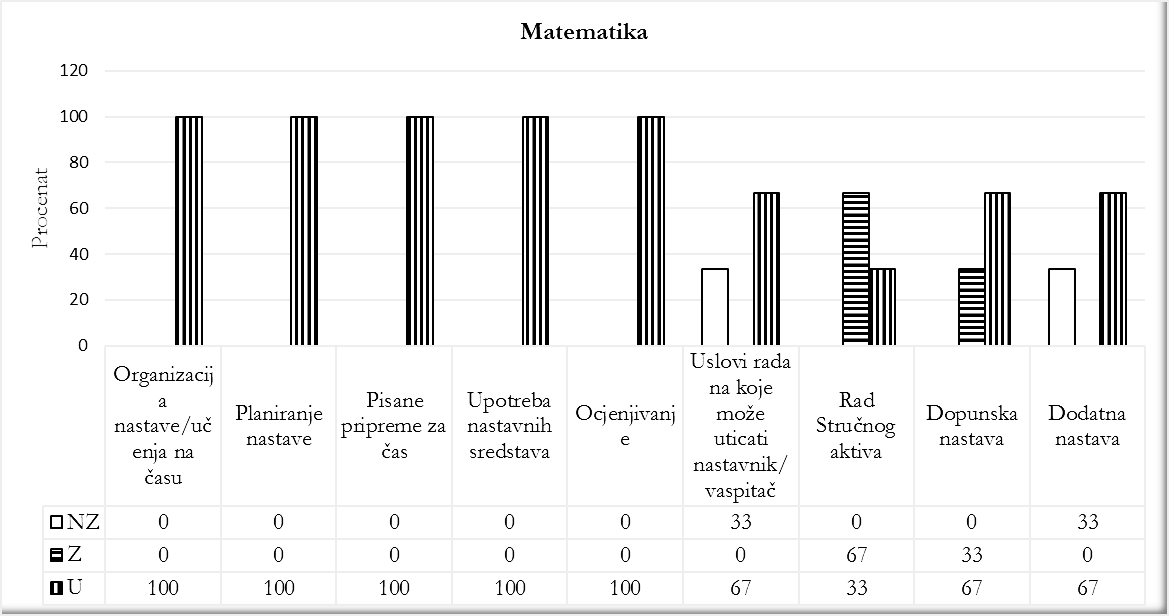 Matematika
120
100
80
60
40
20
0
Procenat
Organizacij
a
nastave/uč
enja na
času
Planiranje
nastave
Pisane
pripreme za
čas
Upotreba
nastavnih
sredstava
Ocjenjivanj
e
Uslovi rada
na koje
može
uticati
nastavnik/
vaspitač
Rad
Stručnog
aktiva
Dopunska
nastava
Dodatna
nastava
NZ 0 0 0 0 0 33 0 0 33
Z 0 0 0 0 0 0 67 33 0
U 100 100 100 100 100 67 33 67 67